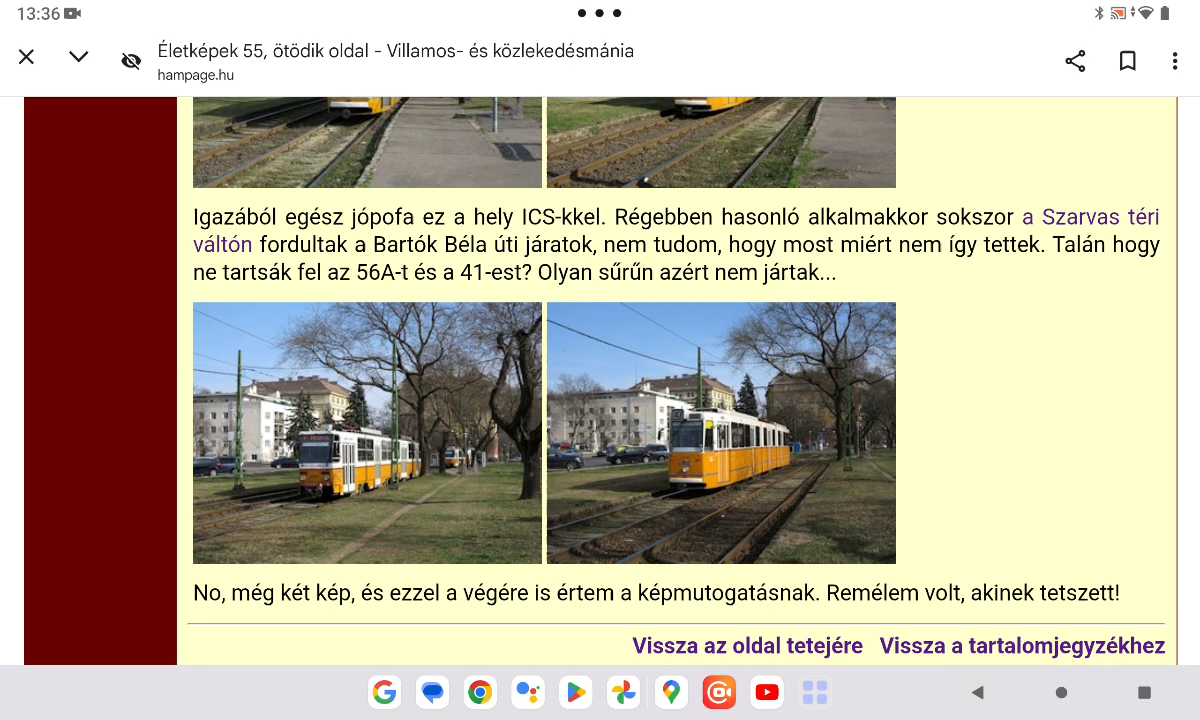 13:36
Életképek 55, ötödik oldal - Villamos- és közlekedésmánia
hampage.hu
Igazából egész jópofa ez a hely ICS-kkel. Régebben hasonló alkalmakkor sokszor a Szarvas téri
váltón fordultak a Bartók Béla úti járatok, nem tudom, hogy most miért nem így tettek. Talán hogy
ne tartsák fel az 56A-t és a 41-est? Olyan sűrűn azért nem jártak...
No, még két kép, és ezzel a végére is értem a képmutogatásnak. Remélem volt, akinek tetszett!
Vissza az oldal tetejére Vissza a tartalomjegyzékhez